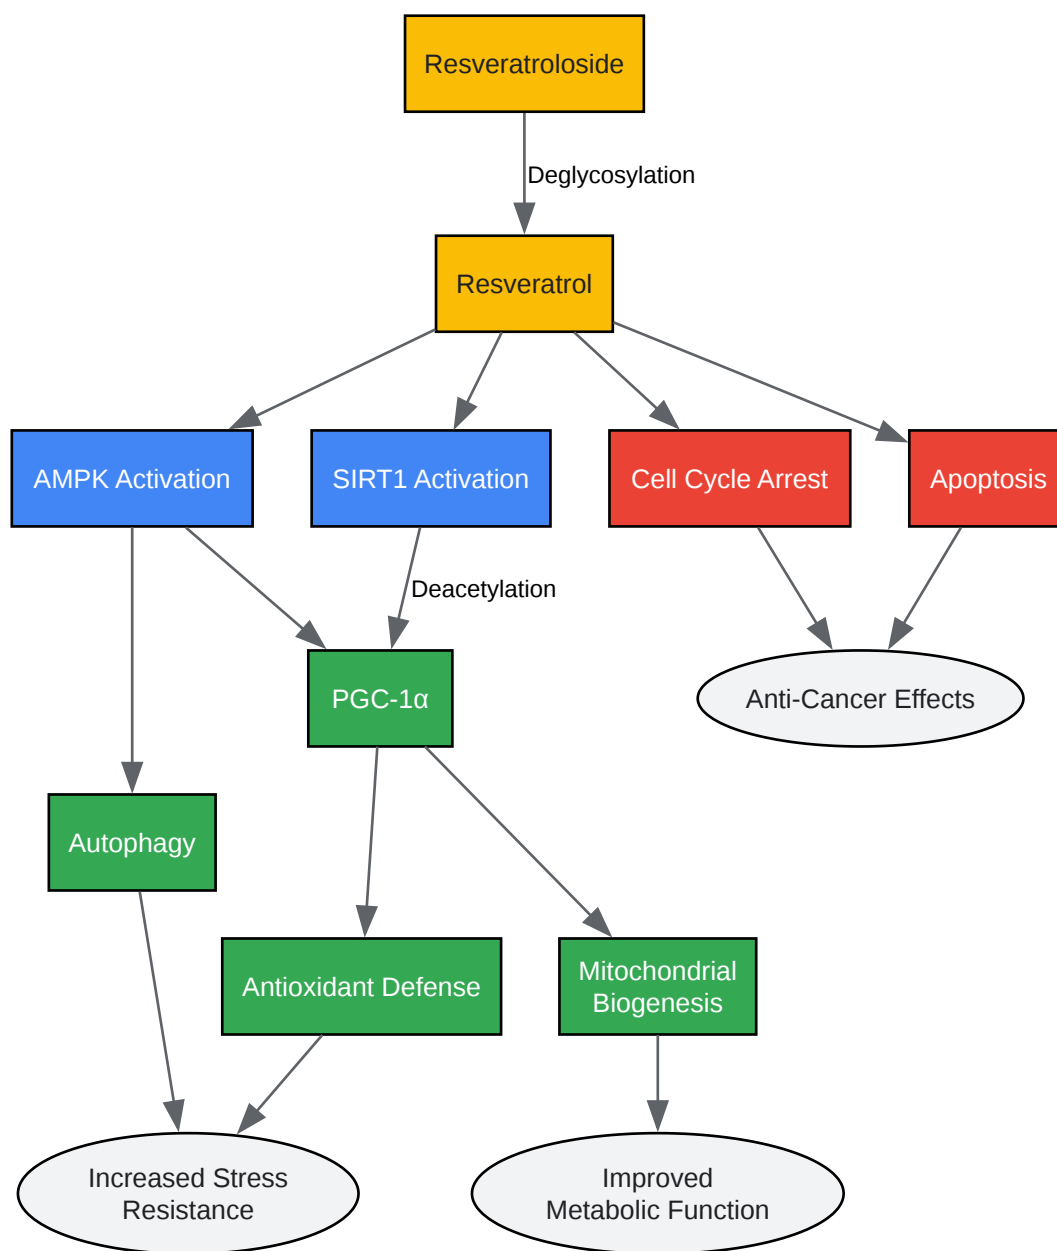 Resveratroloside
Deglycosylation
Resveratrol
AMPK Activation
SIRT1 Activation
Cell Cycle Arrest
Apoptosis
Deacetylation
PGC-1α
Anti-Cancer Effects
Autophagy
Antioxidant Defense
Mitochondrial
Biogenesis
Increased Stress
Resistance
Improved
Metabolic Function